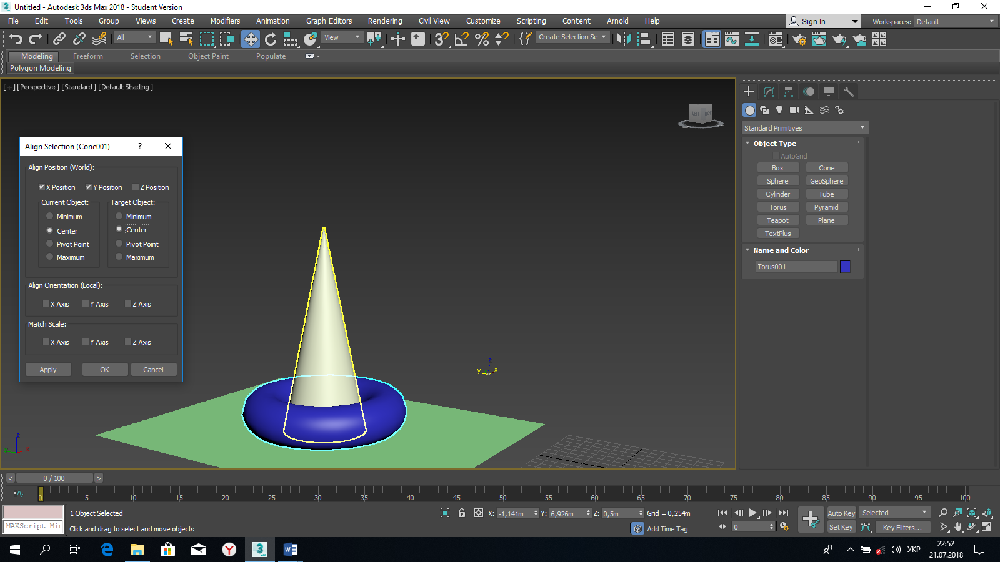 Untitled - Autodesk 3ds Max 2018 - Student Version
File Edit Tools Group Views Create Modifiers Animation Graph Editors Rendering Civil View Customize Scripting Content Arnold Help Sign In Workspaces: Default
All View Create Selection Se
Modeling Freeform Selection Object Paint Populate
Polygon Modeling
[+] [Perspective] [Standard] [Default Shading]
LEFT
Standard Primitives
Object Type
AutoGrid
Box Cone
Sphere GeoSphere
Cylinder Tube
Torus Pyramid
Teapot Plane
TextPlus
Name and Color
Torus001
Align Selection (Cone001) ? ×
Align Position (World):
X Position Y Position Z Position
Current Object: Target Object:
Minimum Minimum
Center Center
Pivot Point Pivot Point
Maximum Maximum
Align Orientation (Local):
X Axis Y Axis Z Axis
Match Scale:
X Axis Y Axis Z Axis
Apply OK Cancel
z
y x
z
y x
< 0 / 100 >
0 5 10 15 20 25 30 35 40 45 50 55 60 65 70 75 80 85 90 95 100
1 Object Selected X: -1,141m Y: 6,926m Z: 0,5m Grid = 0,254m Auto Key Selected
MAXScript Mi Click and drag to select and move objects Add Time Tag 0 Set Key Key Filters...
УКР
22:52
21.07.2018